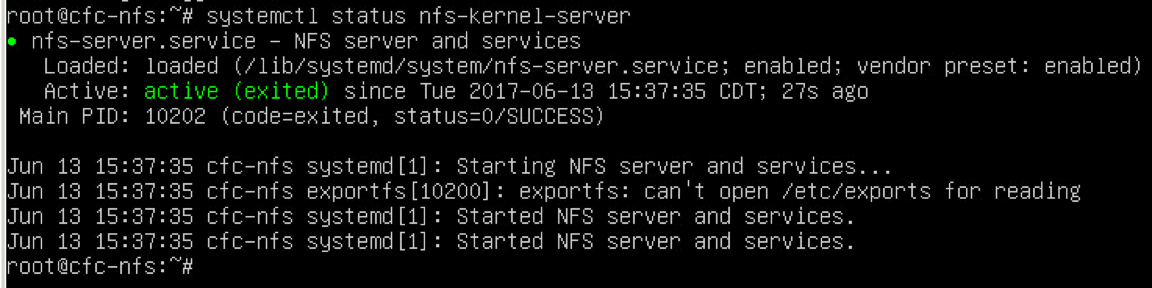 root@cfc-nfs:~# systemctl status nfs-kernel-server
● nfs-server.service - NFS server and services
   Loaded: loaded (/lib/systemd/system/nfs-server.service; enabled; vendor preset: enabled)
   Active: active (exited) since Tue 2017-06-13 15:37:35 CDT; 27s ago
 Main PID: 10202 (code=exited, status=0/SUCCESS)

Jun 13 15:37:35 cfc-nfs systemd[1]: Starting NFS server and services...
Jun 13 15:37:35 cfc-nfs exportfs[10200]: exportfs: can't open /etc/exports for reading
Jun 13 15:37:35 cfc-nfs systemd[1]: Started NFS server and services.
Jun 13 15:37:35 cfc-nfs systemd[1]: Started NFS server and services.
root@cfc-nfs:~#